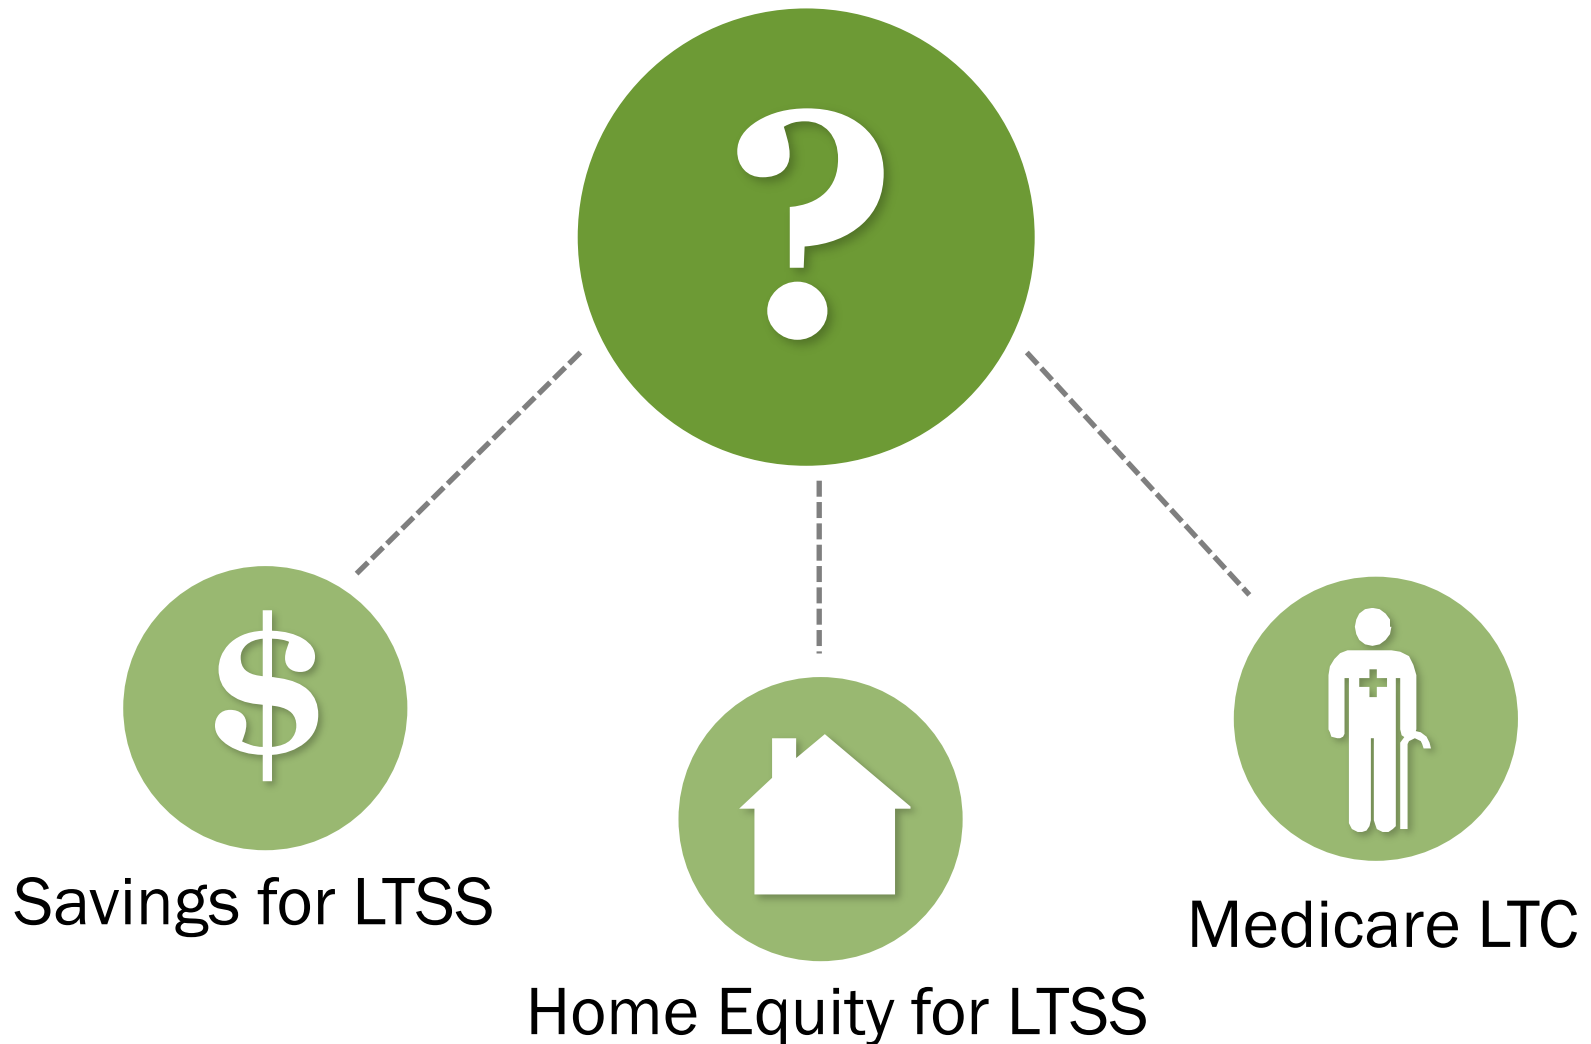 ?
$
Savings for LTSS
Home Equity for LTSS
Medicare LTC